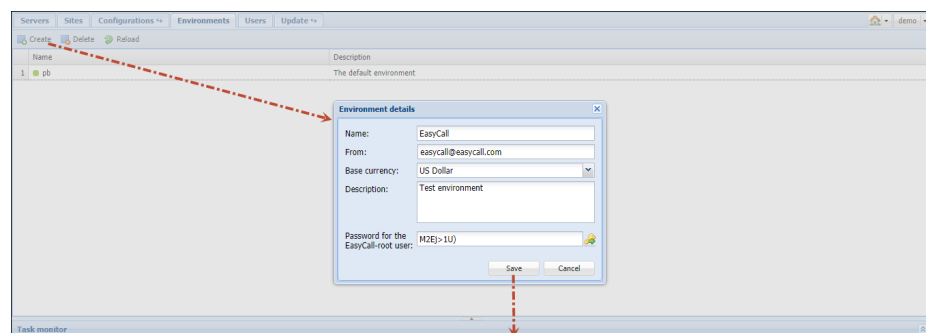 Servers Sites Configurations Environments Users Update demo
Create Delete Reload
Name Description
1 pb The default environment
Environment details
Name: EasyCall
From: easycall@easycall.com
Base currency: US Dollar
Description: Test environment
Password for the
EasyCall-root user: M2Ej>1U)
Save Cancel
Task monitor